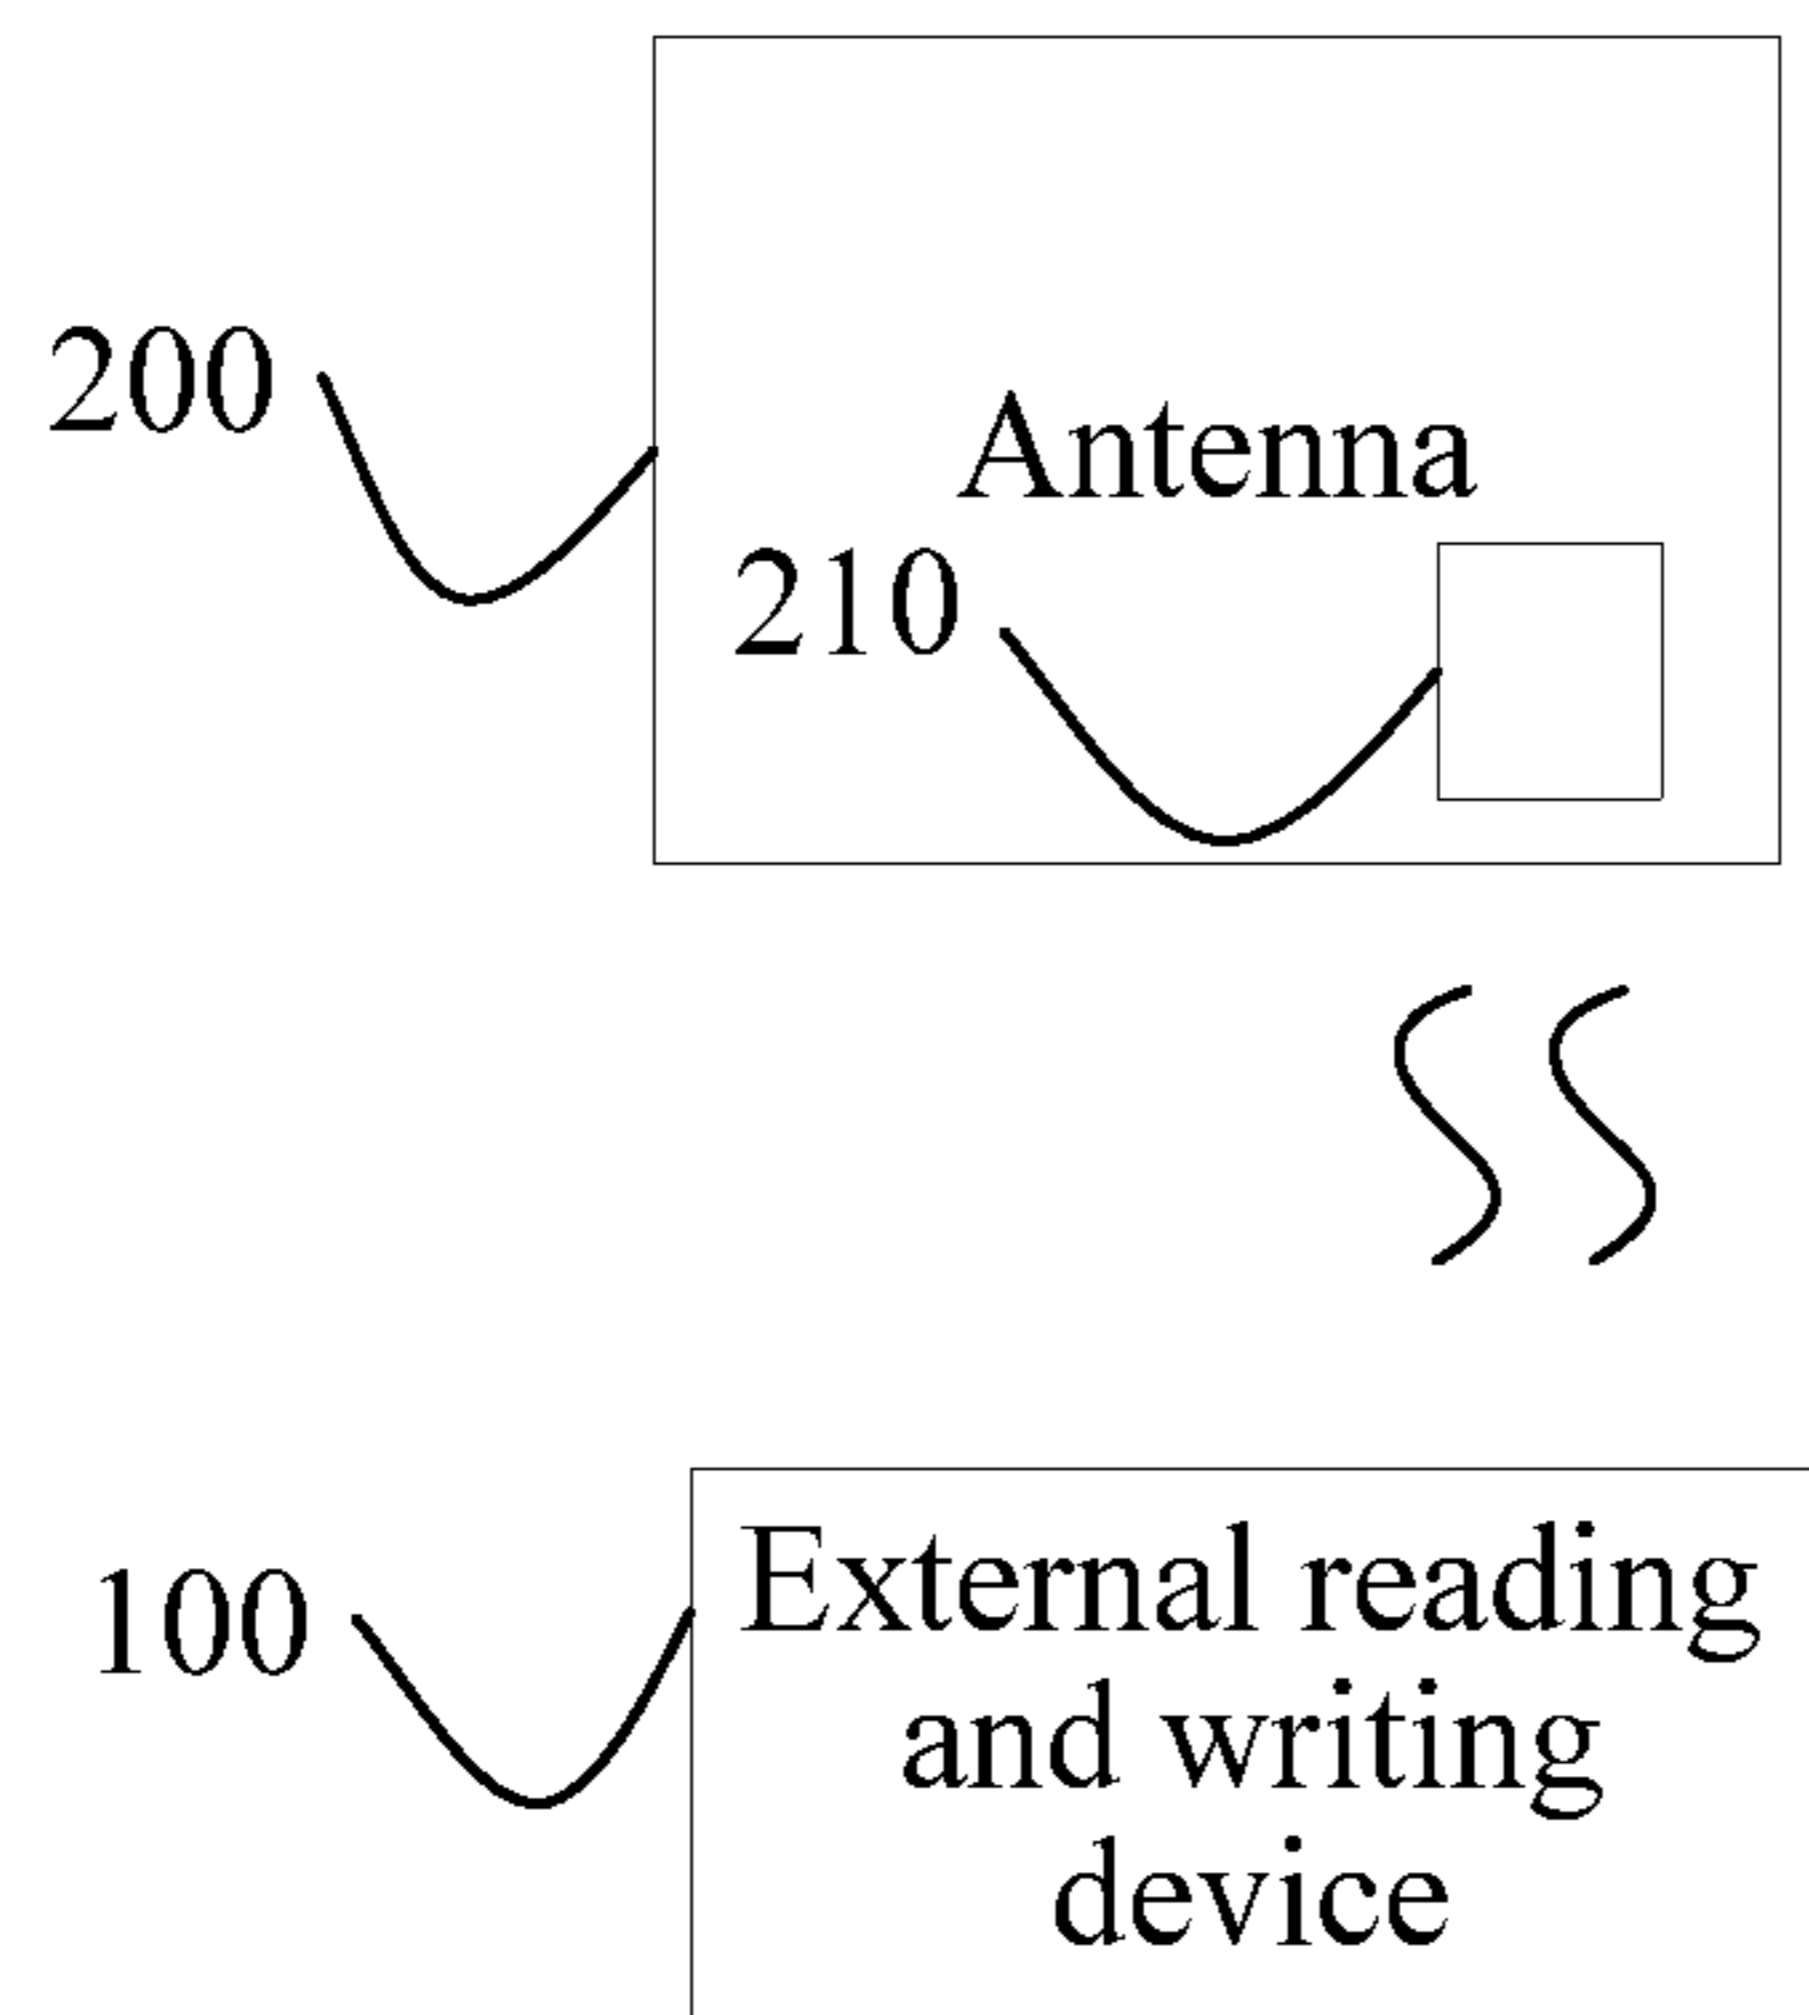 200
Antenna
210
100
External reading
and writing
device